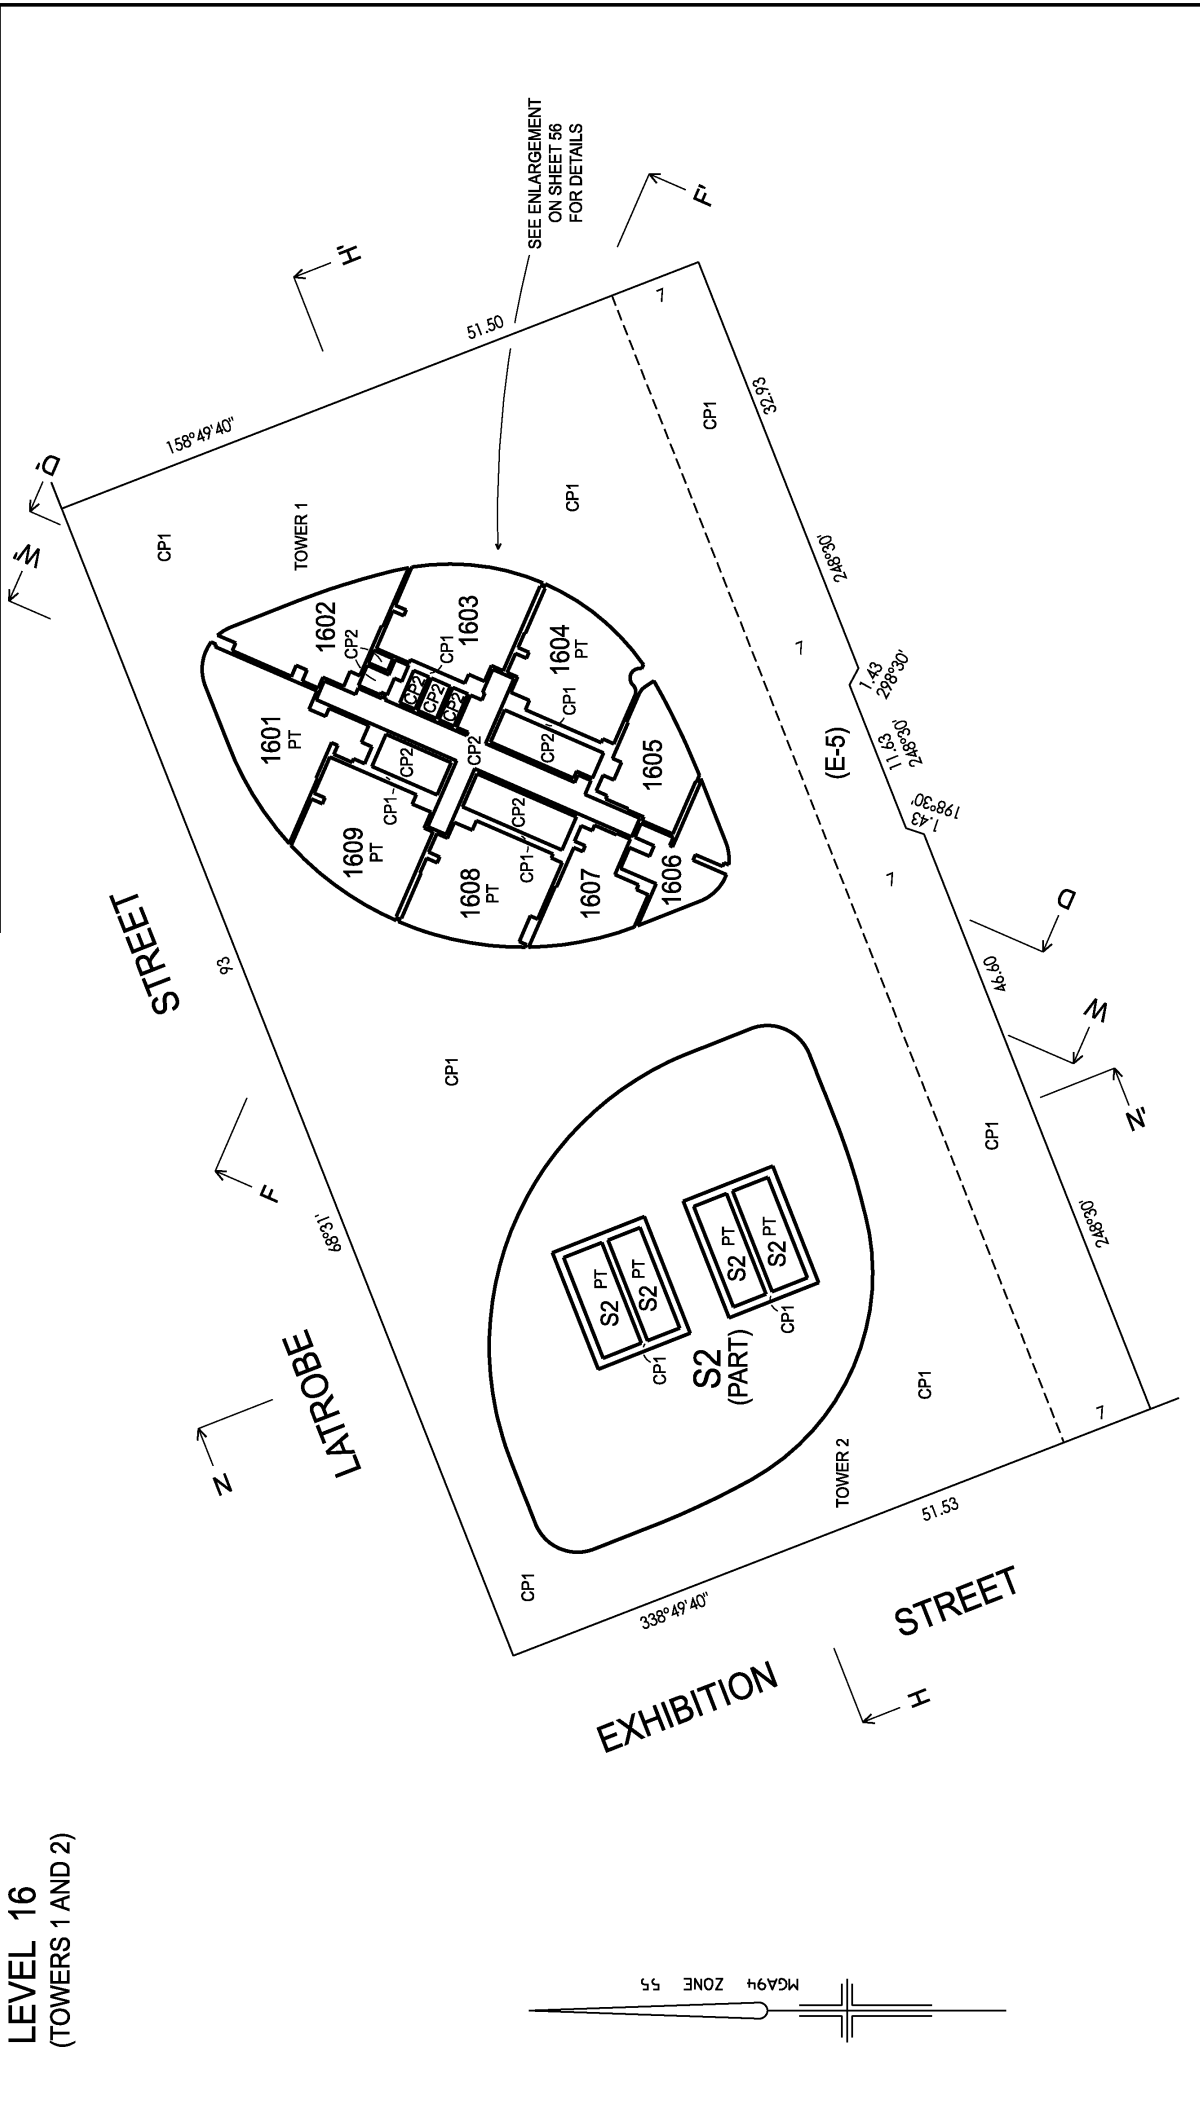 LEVEL 16
(TOWERS 1 AND 2)
SEE ENLARGEMENT
ON SHEET 56
FOR DETAILS
LATROBE
STREET
EXHIBITION
STREET
TOWER 1
TOWER 2
1601
PT
1602
1603
1604
PT
1605
1606
1607
1608
PT
1609
PT
CP2
CP1
CP2
CP2
CP2
CP2
CP2
CP1
CP2
CP1
CP2
CP1
S2
(PART)
S2 PT
S2 PT
S2 PT
S2 PT
CP1
CP1
CP1
CP1
CP1
CP1
CP1
CP1
CP1
CP1
(E-5)
7
7
7
7
158°49'40"
51.50
32.93
248°30'
1.43
298°30'
11.63
248°30'
1.43
198°30'
46.60
248°30'
51.53
338°49'40"
68°31'
93
D'
W'
H'
F'
D
W
N'
F
N
H
MGA94 ZONE 55